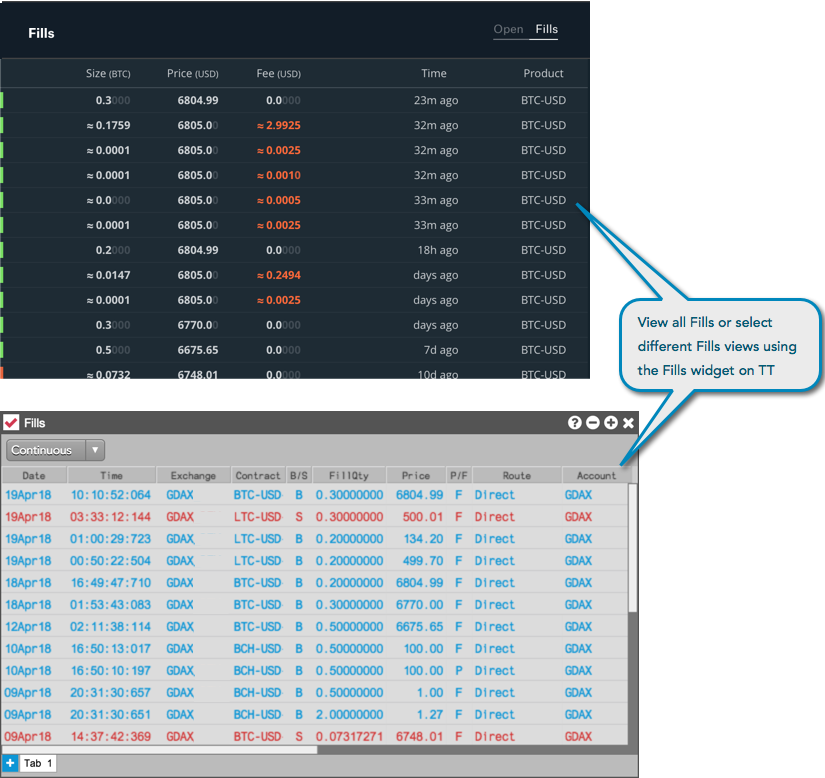 Fills Open Fills
Size (BTC) Price (USD) Fee (USD) Time Product
0.3000 6804.99 0.0000 23m ago BTC-USD
≈ 0.1759 6805.00 ≈ 2.9925 32m ago BTC-USD
≈ 0.0001 6805.00 ≈ 0.0025 32m ago BTC-USD
≈ 0.0001 6805.00 ≈ 0.0010 32m ago BTC-USD
≈ 0.0000 6805.00 ≈ 0.0005 33m ago BTC-USD
≈ 0.0001 6805.00 ≈ 0.0025 33m ago BTC-USD
0.2000 6804.99 0.0000 18h ago BTC-USD
≈ 0.0147 6805.00 ≈ 0.2494 days ago BTC-USD
≈ 0.0001 6805.00 ≈ 0.0025 days ago BTC-USD
0.3000 6770.00 0.0000 days ago BTC-USD
0.5000 6675.65 0.0000 7d ago BTC-USD
≈ 0.0732 6748.01 0.0000 10d ago BTC-USD
View all Fills or select
different Fills views using
the Fills widget on TT
Fills
Continuous
Date Time Exchange Contract B/S FillQty Price P/F Route Account
19Apr18 10:10:52:064 GDAX BTC-USD B 0.30000000 6804.99 F Direct GDAX
19Apr18 03:33:12:144 GDAX LTC-USD S 0.30000000 500.01 F Direct GDAX
19Apr18 01:00:29:723 GDAX LTC-USD B 0.20000000 134.20 F Direct GDAX
19Apr18 00:50:22:504 GDAX LTC-USD B 0.20000000 499.70 F Direct GDAX
18Apr18 16:49:47:710 GDAX BTC-USD B 0.20000000 6804.99 F Direct GDAX
18Apr18 01:53:43:083 GDAX BTC-USD B 0.30000000 6770.00 F Direct GDAX
12Apr18 02:11:38:114 GDAX BTC-USD B 0.50000000 6675.65 F Direct GDAX
10Apr18 16:50:13:017 GDAX BCH-USD B 0.50000000 100.00 F Direct GDAX
10Apr18 16:50:10:197 GDAX BCH-USD B 0.50000000 100.00 P Direct GDAX
09Apr18 20:31:30:657 GDAX BCH-USD B 0.50000000 1.00 F Direct GDAX
09Apr18 20:31:30:651 GDAX BCH-USD B 2.00000000 1.27 F Direct GDAX
09Apr18 14:37:42:369 GDAX BTC-USD S 0.07317271 6748.01 F Direct GDAX
Tab 1